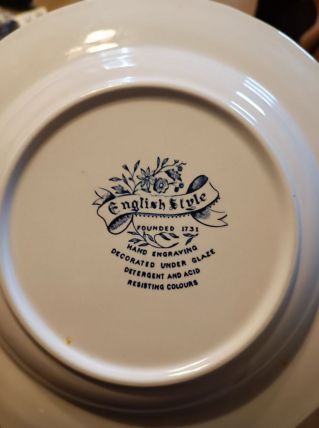 English Style
FOUNDED 1731
HAND ENGRAVING
DECORATED UNDER GLAZE
DETERGENT AND ACID
RESISTING COLOURS